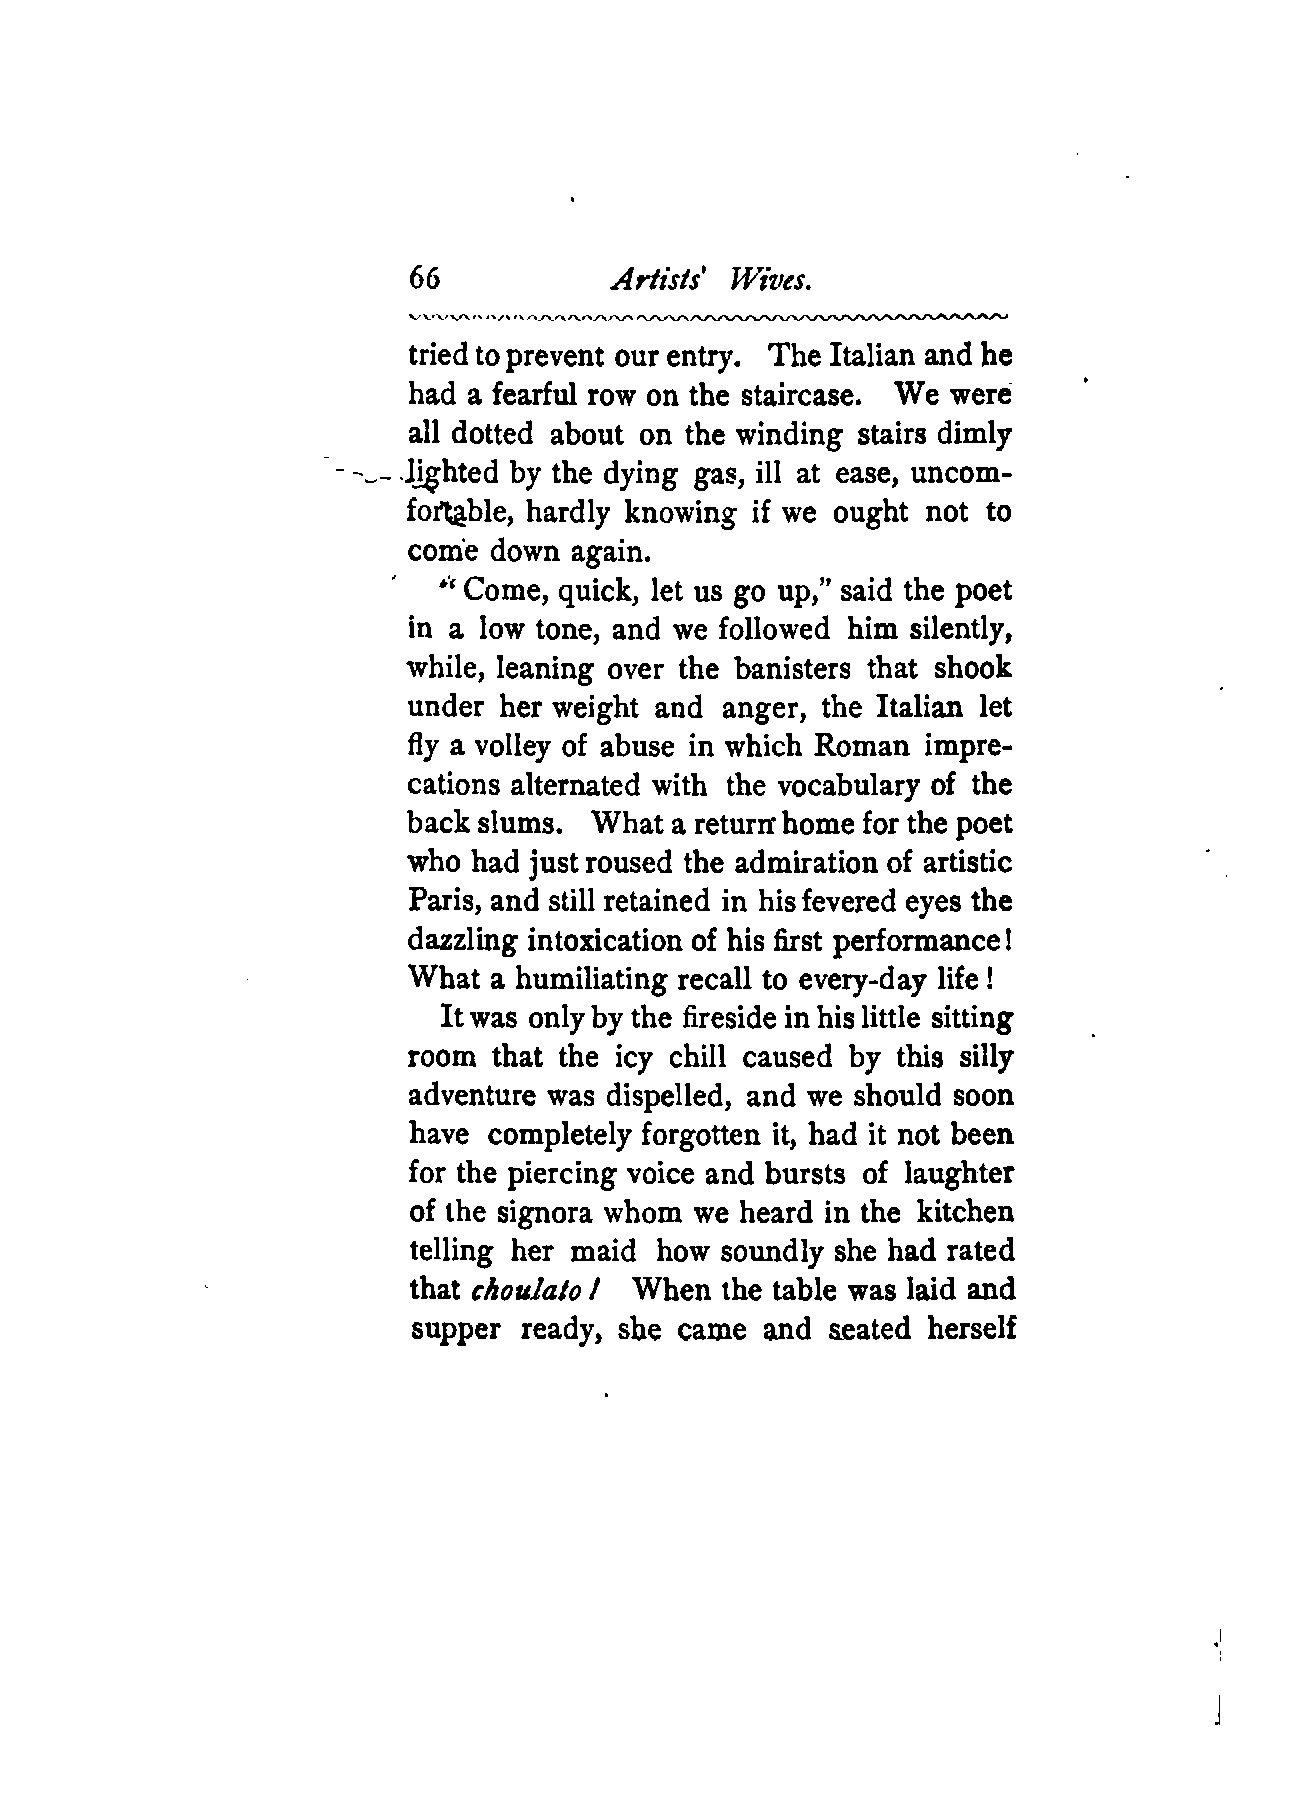 66 Artists' Wives.
tried to prevent our entry. The Italian and he
had a fearful row on the staircase. We were
all dotted about on the winding stairs dimly
lighted by the dying gas, ill at ease, uncom-
fortable, hardly knowing if we ought not to
come down again.
"Come, quick, let us go up," said the poet
in a low tone, and we followed him silently,
while, leaning over the banisters that shook
under her weight and anger, the Italian let
fly a volley of abuse in which Roman impre-
cations alternated with the vocabulary of the
back slums. What a return home for the poet
who had just roused the admiration of artistic
Paris, and still retained in his fevered eyes the
dazzling intoxication of his first performance!
What a humiliating recall to every-day life!
It was only by the fireside in his little sitting
room that the icy chill caused by this silly
adventure was dispelled, and we should soon
have completely forgotten it, had it not been
for the piercing voice and bursts of laughter
of the signora whom we heard in the kitchen
telling her maid how soundly she had rated
that choulato! When the table was laid and
supper ready, she came and seated herself